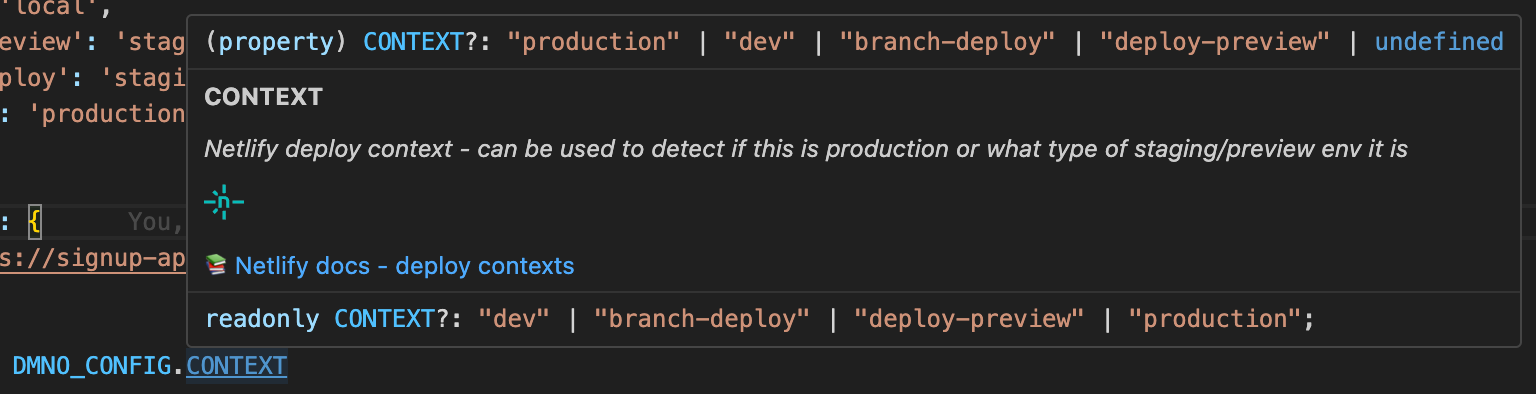 'local',
(property) CONTEXT?: "production" | "dev" | "branch-deploy" | "deploy-preview" | undefined
eview': 'stag
CONTEXT
ploy': 'stagi
: 'production
Netlify deploy context - can be used to detect if this is production or what type of staging/preview env it is
n
: { You,
s://signup-ap
📚 Netlify docs - deploy contexts
readonly CONTEXT?: "dev" | "branch-deploy" | "deploy-preview" | "production";
DMNO_CONFIG.CONTEXT